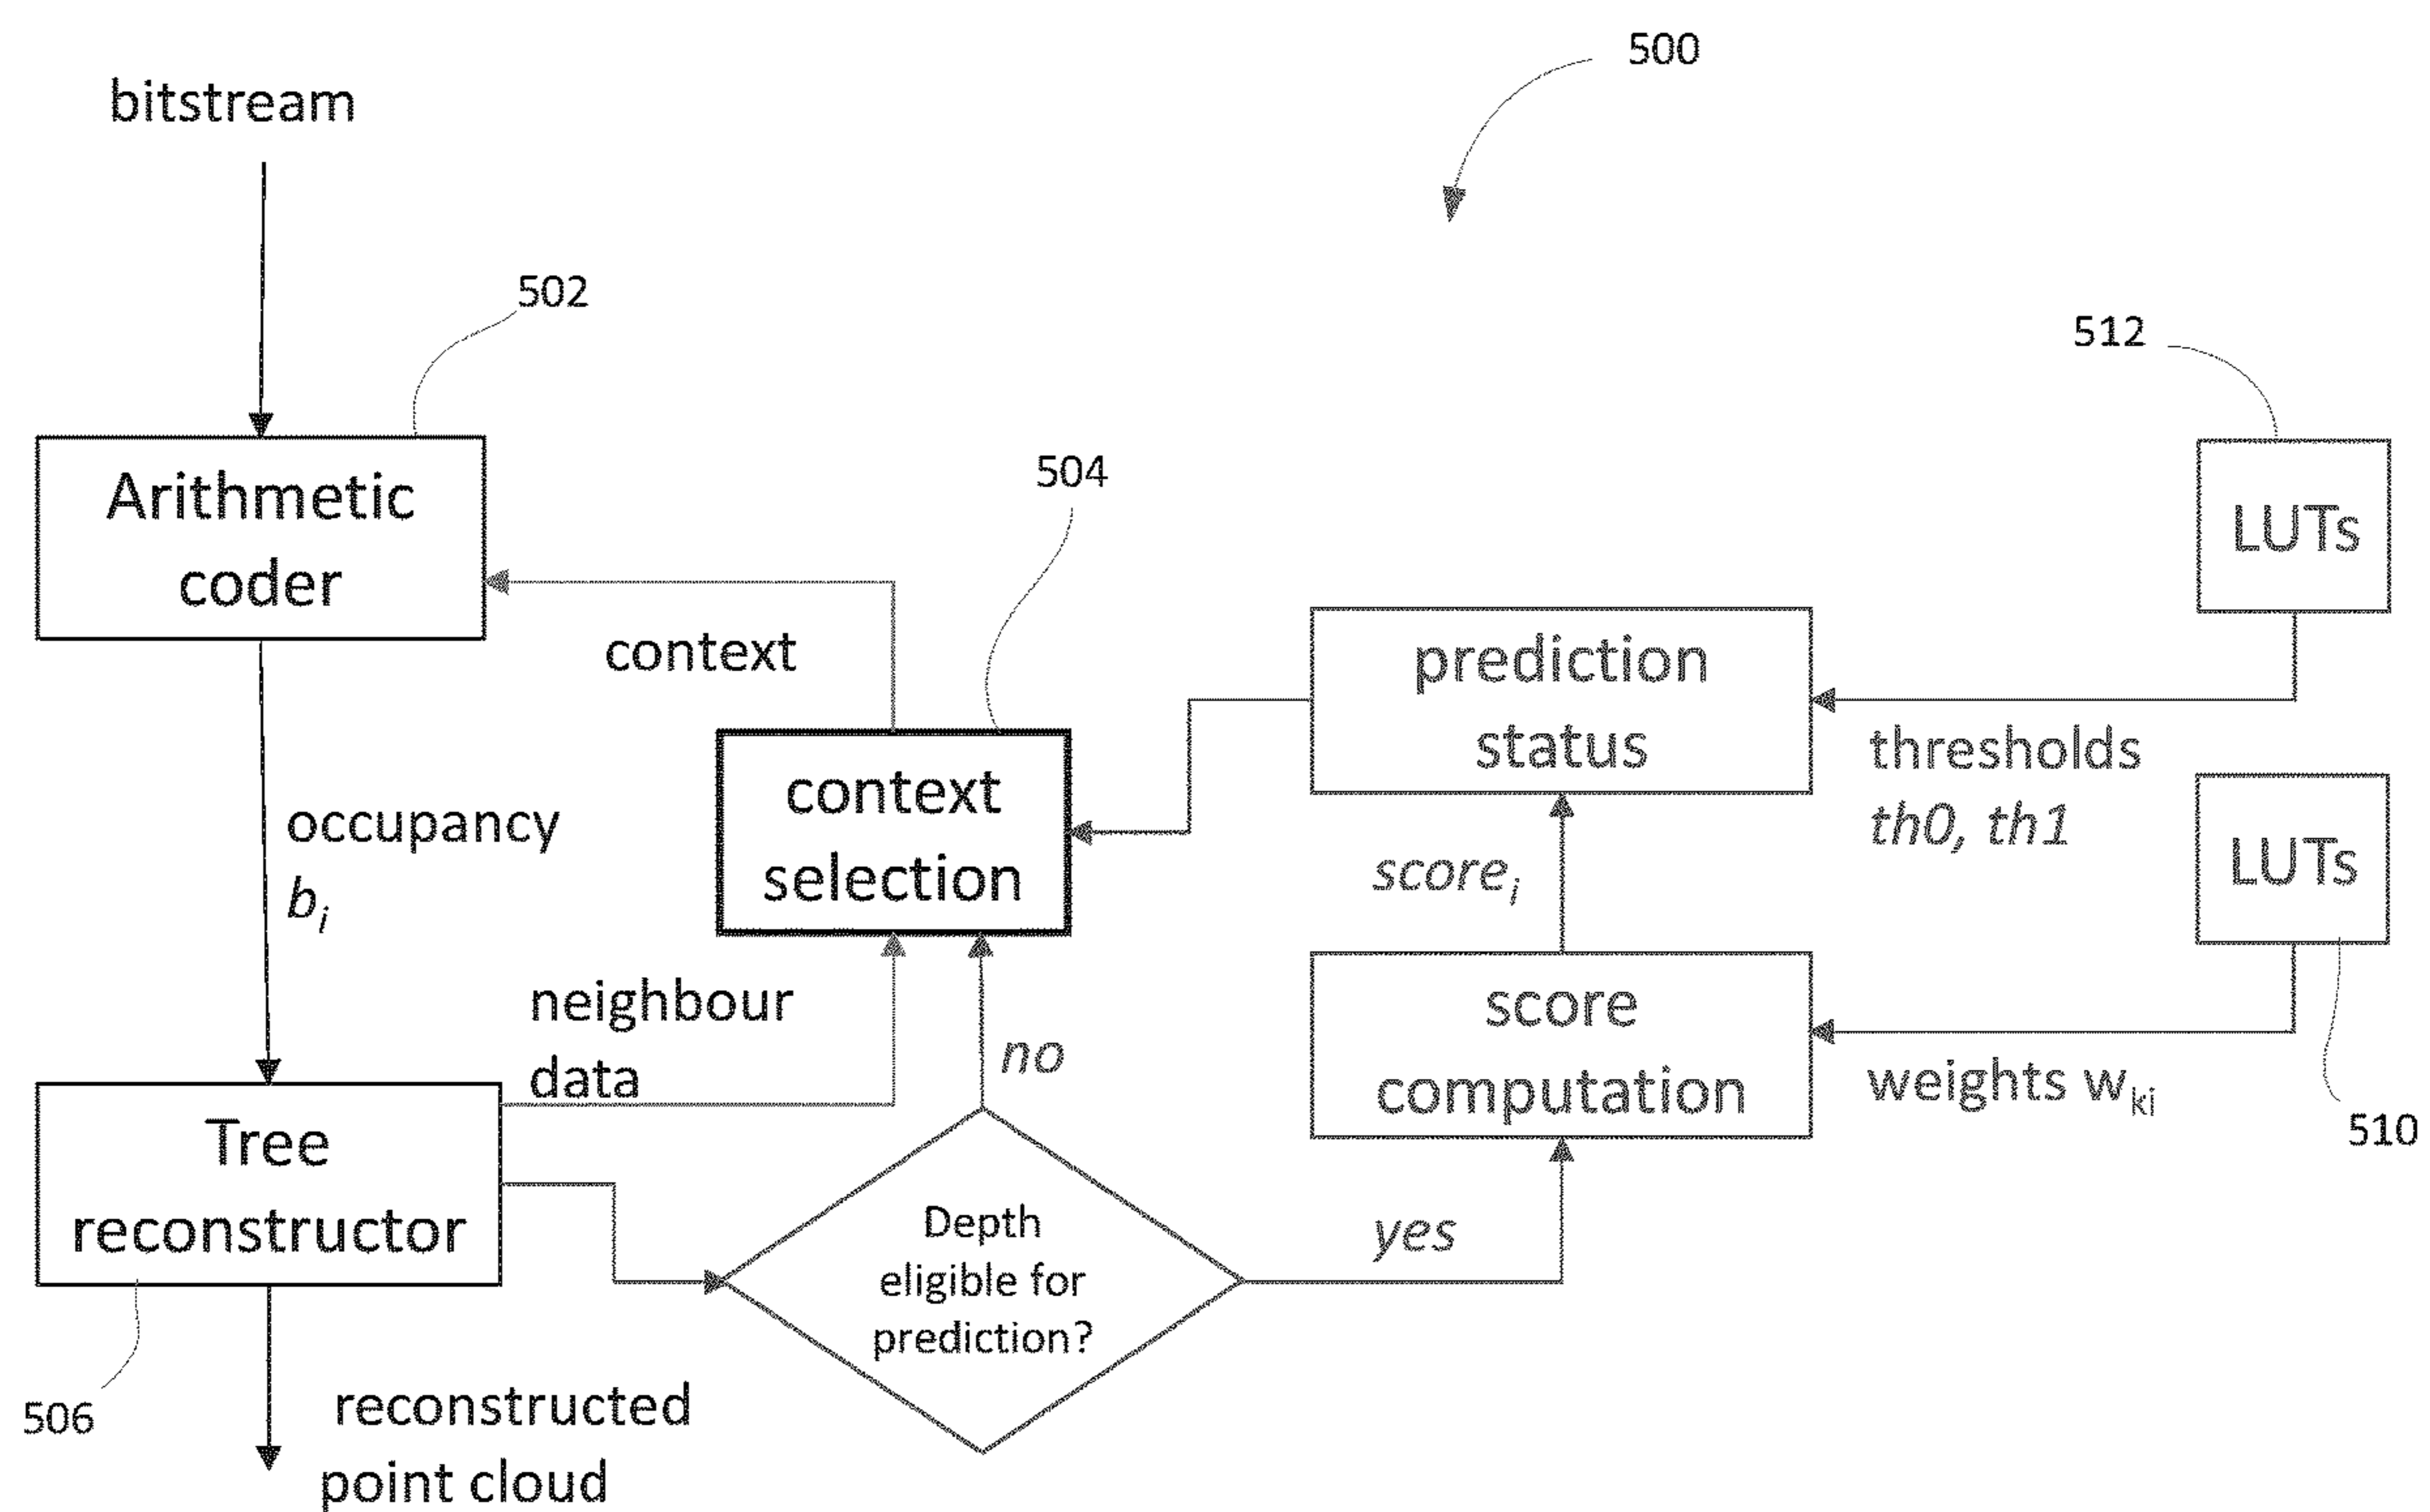 500
bitstream
502
512
504
Arithmetic
coder
LUTs
context
prediction
status
thresholds
th0, th1
context
selection
occupancy
b_i
score_i
LUTs
neighbour
data
no
score
computation
weights w_ki
510
Tree
reconstructor
Depth
eligible for
prediction?
yes
506
reconstructed
point cloud